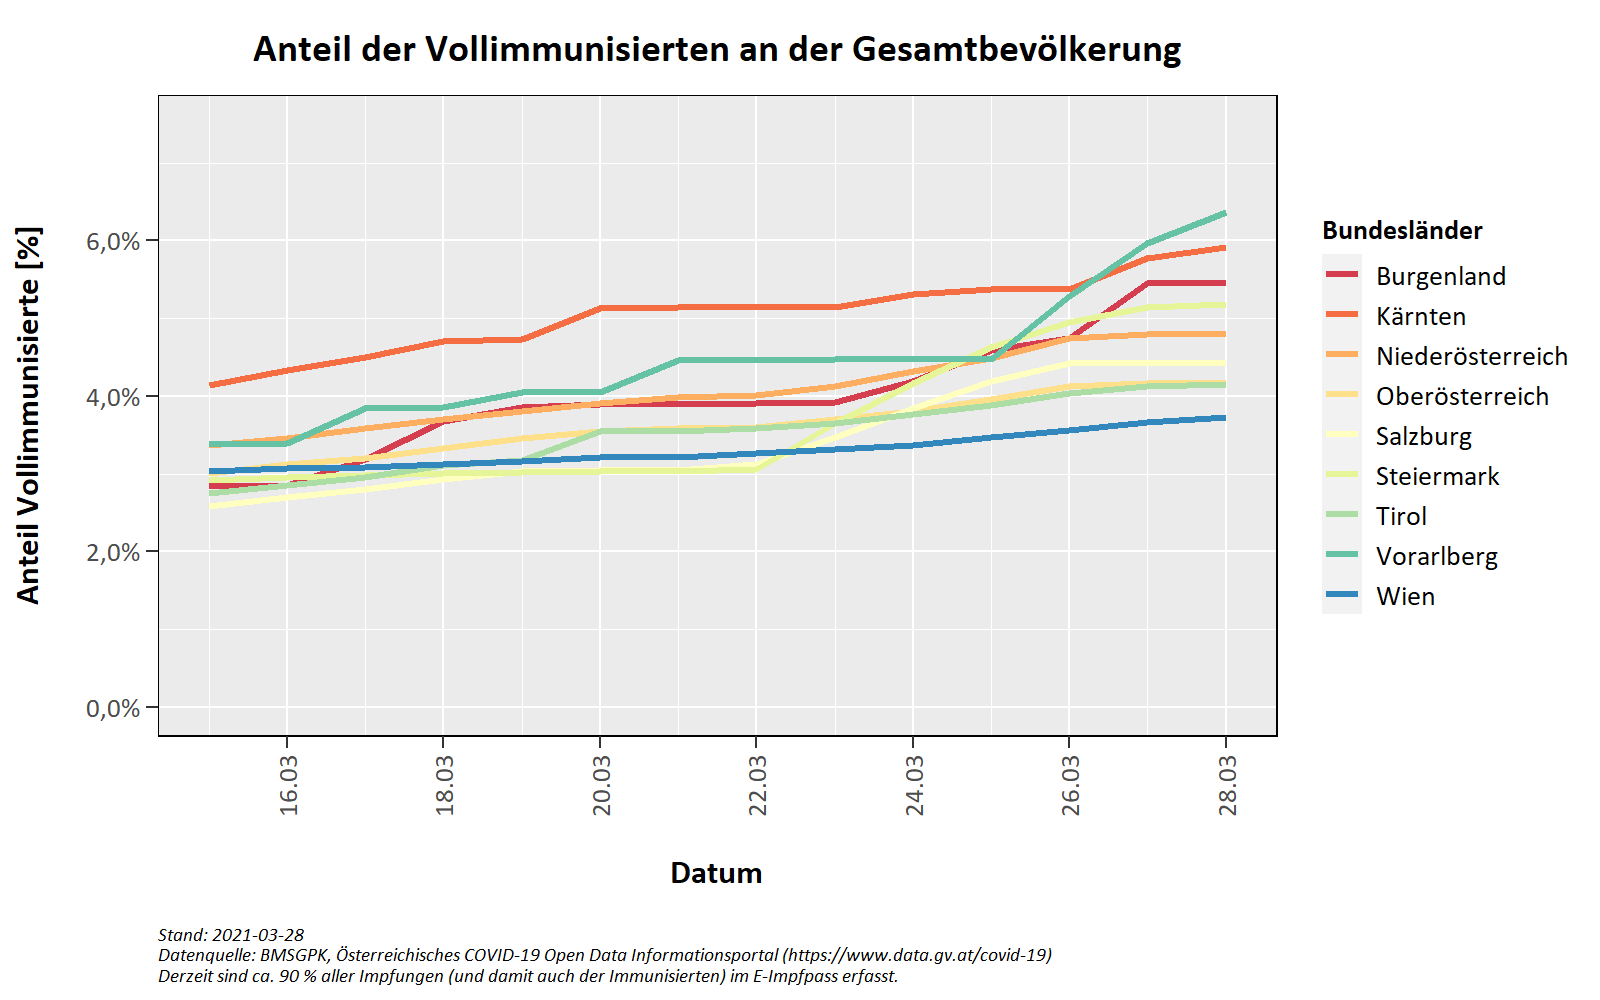 Anteil der Vollimmunisierten an der Gesamtbevölkerung
Anteil Vollimmunisierte [%]
6,0%
4,0%
2,0%
0,0%
16.03
18.03
20.03
22.03
24.03
26.03
28.03
Datum
Bundesländer
Burgenland
Kärnten
Niederösterreich
Oberösterreich
Salzburg
Steiermark
Tirol
Vorarlberg
Wien
Stand: 2021-03-28
Datenquelle: BMSGPK, Österreichisches COVID-19 Open Data Informationsportal (https://www.data.gv.at/covid-19)
Derzeit sind ca. 90 % aller Impfungen (und damit auch der Immunisierten) im E-Impfpass erfasst.